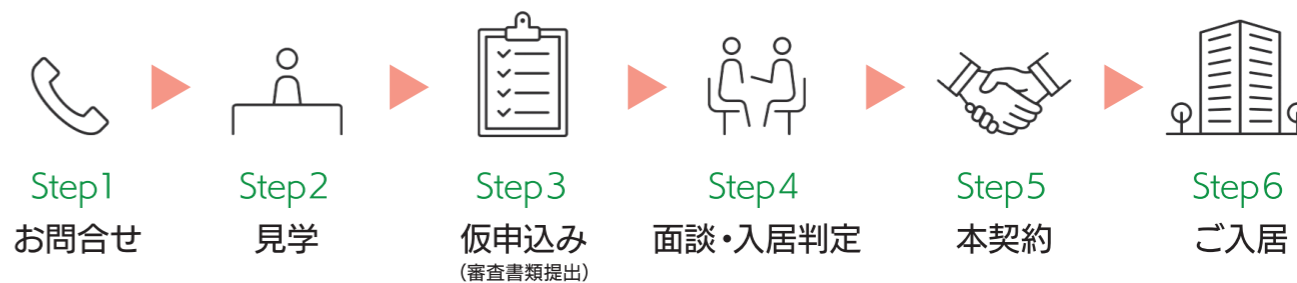 Step1
お問合せ
Step2
見学
Step3
仮申込み
(審査書類提出)
Step4
面談・入居判定
Step5
本契約
Step6
ご入居